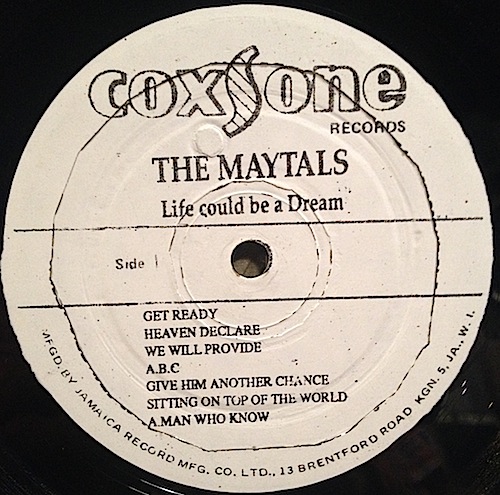 coxsone
RECORDS
THE MAYTALS
Life could be a Dream
Side 1
GET READY
HEAVEN DECLARE
WE WILL PROVIDE
A.B.C
GIVE HIM ANOTHER CHANCE
SITTING ON TOP OF THE WORLD
A.MAN WHO KNOW
MFGD. BY JAMAICA RECORD MFG. CO. LTD., 13 BRENTFORD ROAD KGN. 5, JA., W. I.